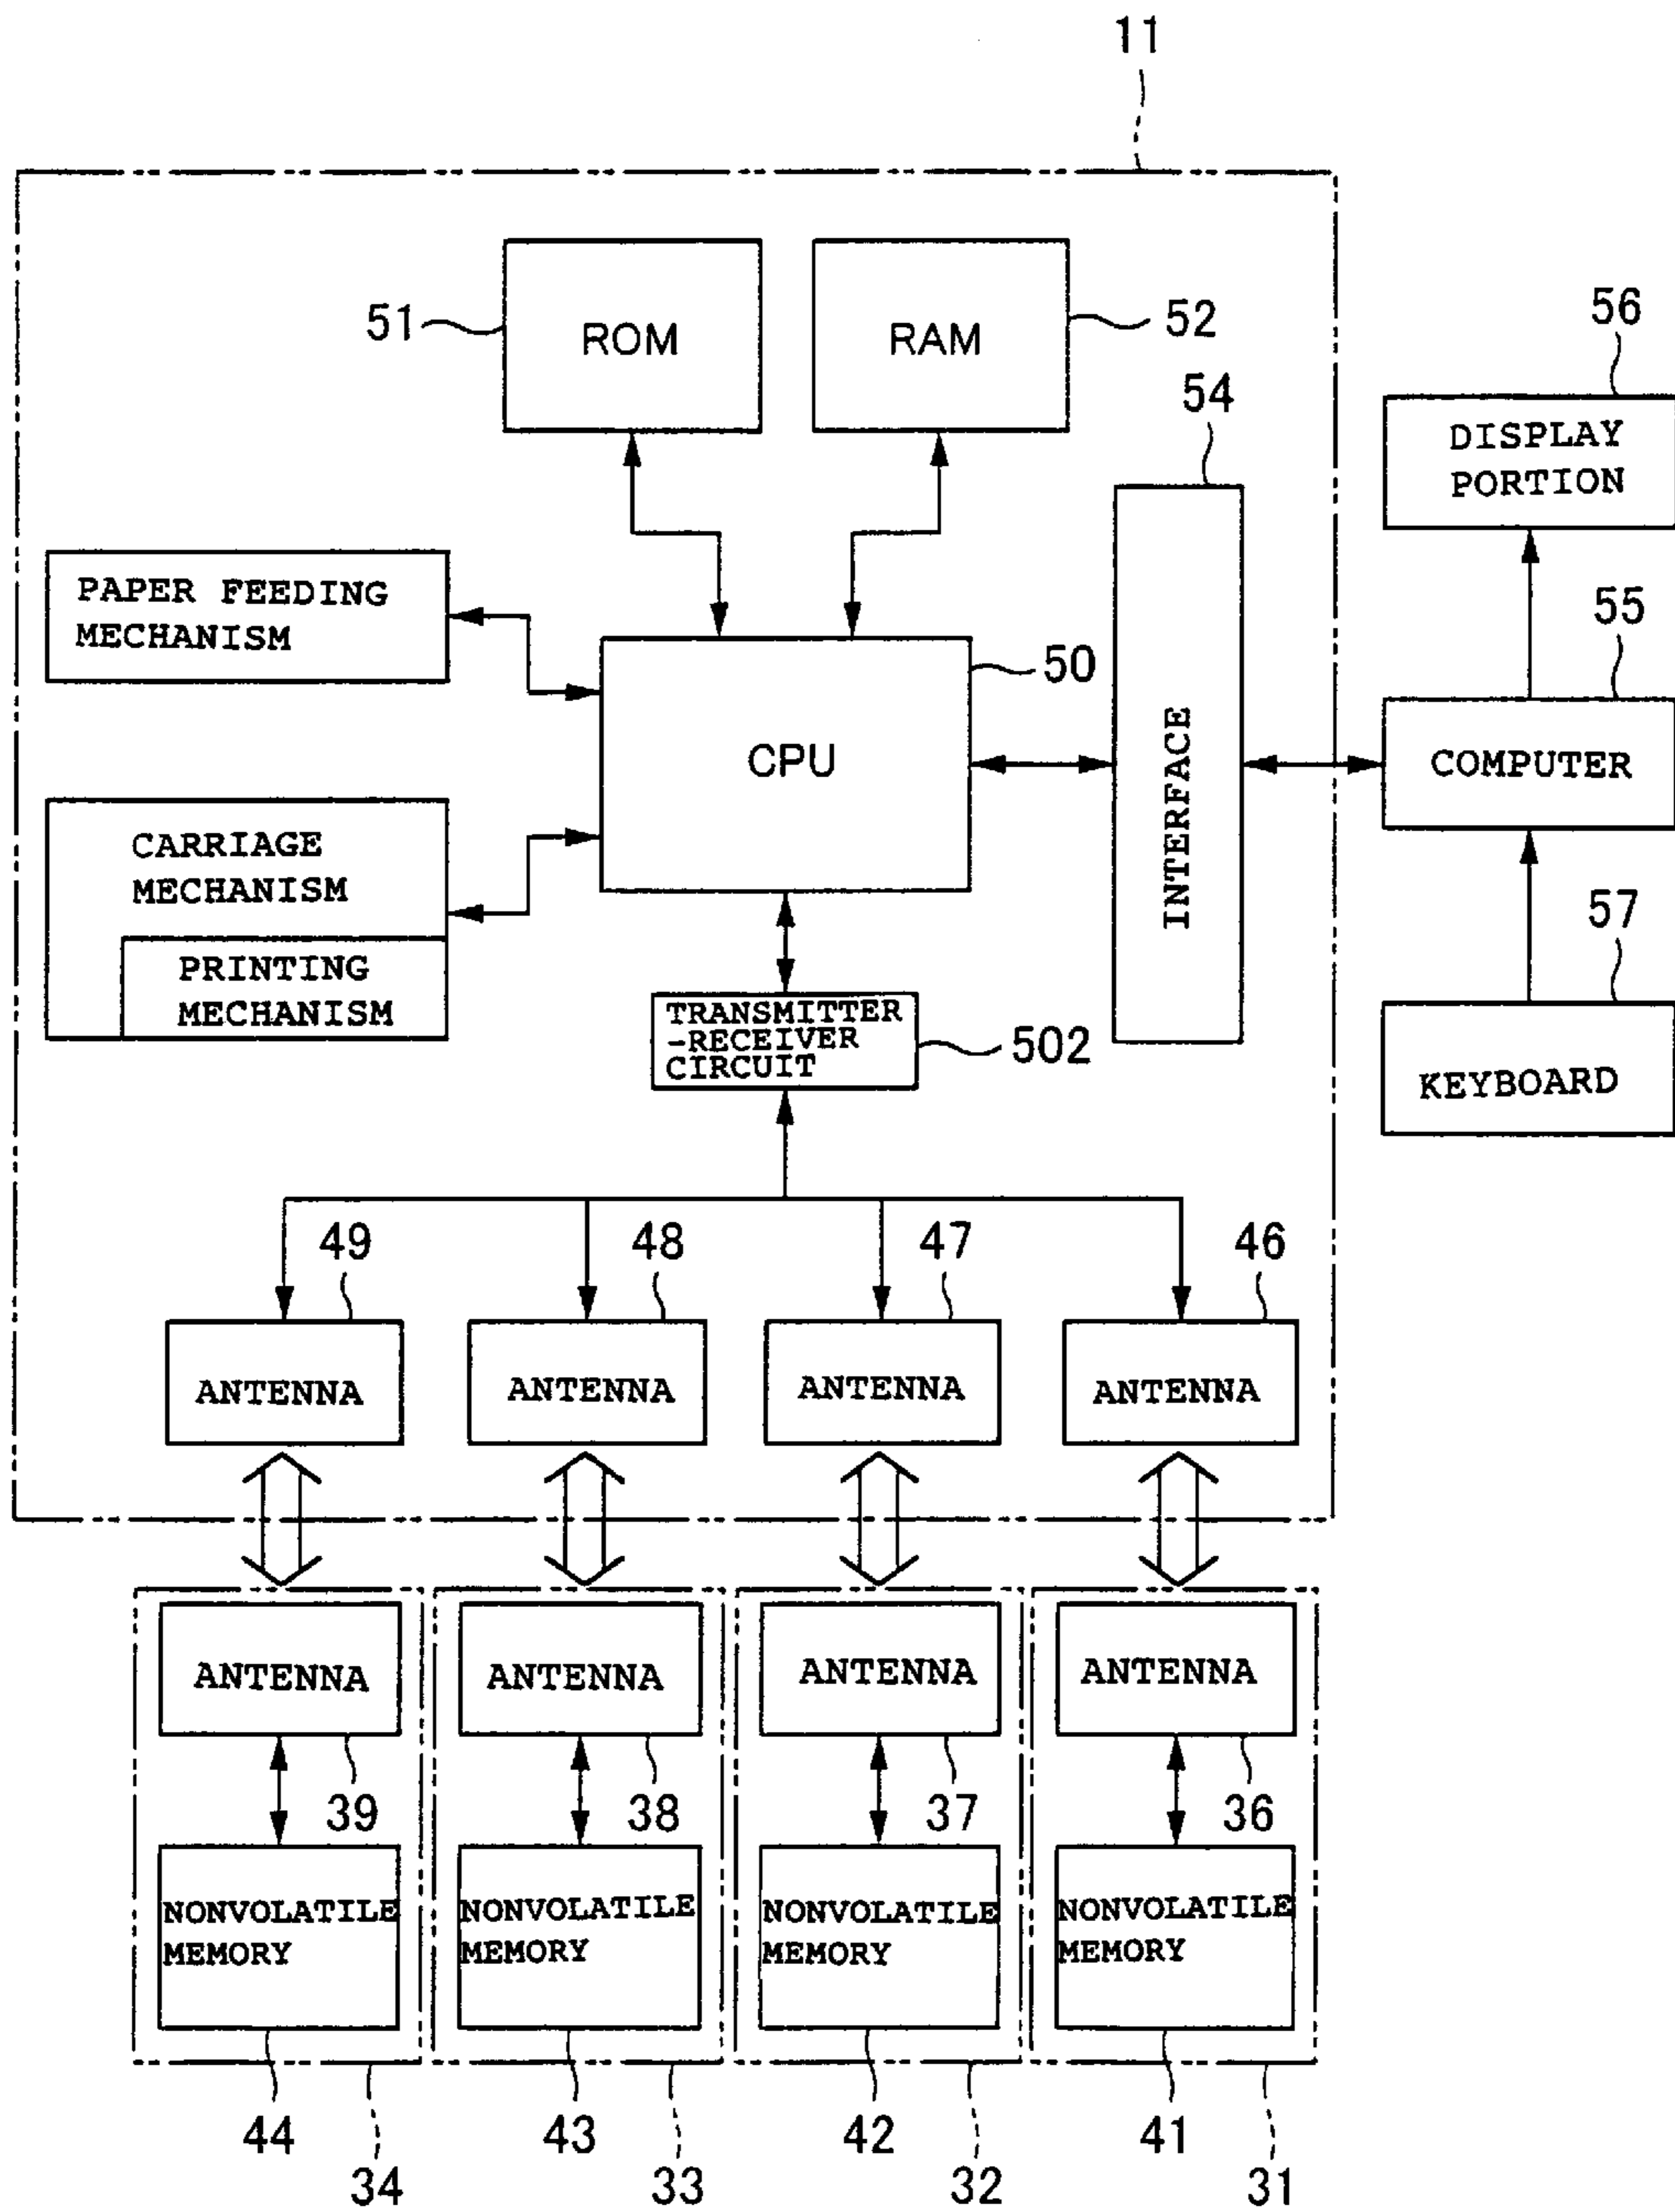 11
ROM
RAM
51
52
54
56
DISPLAY
PORTION
PAPER FEEDING
MECHANISM
50
55
CPU
INTERFACE
COMPUTER
CARRIAGE
MECHANISM
PRINTING
MECHANISM
57
TRANSMITTER
-RECEIVER
CIRCUIT
502
KEYBOARD
49
48
47
46
ANTENNA
ANTENNA
ANTENNA
ANTENNA
ANTENNA
ANTENNA
ANTENNA
ANTENNA
39
38
37
36
NONVOLATILE
MEMORY
NONVOLATILE
MEMORY
NONVOLATILE
MEMORY
NONVOLATILE
MEMORY
44
43
42
41
34
33
32
31